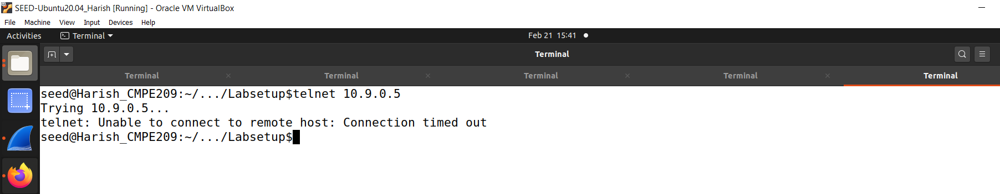 SEED-Ubuntu20.04_Harish [Running] - Oracle VM VirtualBox
File Machine View Input Devices Help
Activities Terminal Feb 21 15:41
Terminal
Terminal Terminal Terminal Terminal Terminal
seed@Harish_CMPE209:~/.../Labsetup$telnet 10.9.0.5
Trying 10.9.0.5...
telnet: Unable to connect to remote host: Connection timed out
seed@Harish_CMPE209:~/.../Labsetup$